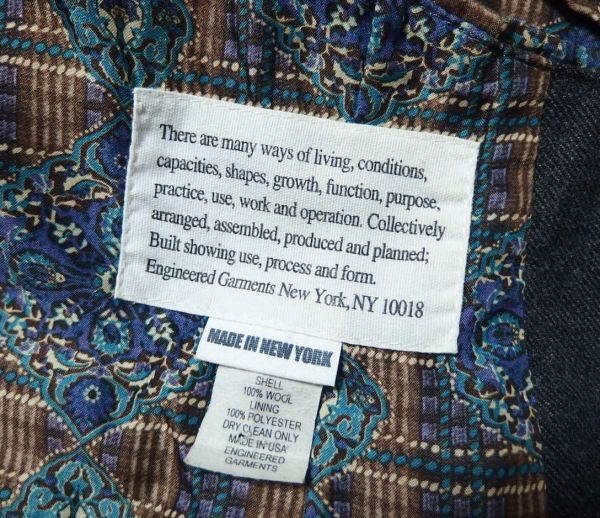 There are many ways of living, conditions,
capacities, shapes, growth, function, purpose,
practice, use, work and operation. Collectively
arranged, assembled, produced and planned;
Built showing use, process and form.
Engineered Garments New York, NY 10018
MADE IN NEW YORK
SHELL
100% WOOL
LINING
100% POLYESTER
DRY CLEAN ONLY
MADE IN USA
ENGINEERED
GARMENTS